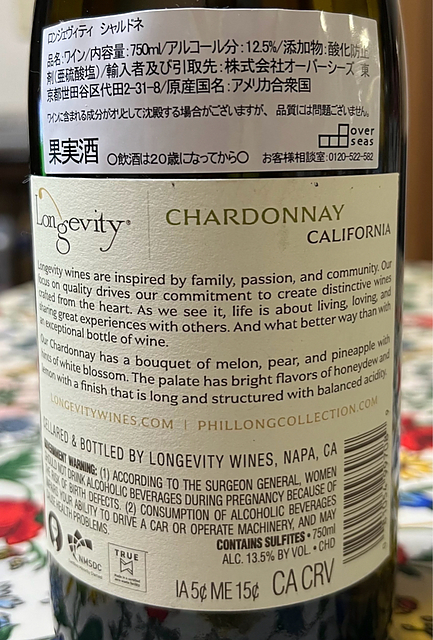 ロンジェヴィティ シャルドネ
品名:ワイン/内容量:750ml/アルコール分:12.5%/添加物:酸化防止
剤(亜硫酸塩)/輸入者及び引取先:株式会社オーバーシーズ 東
京都世田谷区代田2-31-8/原産国名:アメリカ合衆国
ワインに含まれる成分がオリとして沈殿する場合がございますが、品質には問題ございません。
果実酒 〇飲酒は20歳になってから〇
over
seas
お客様相談室:0120-522-582
Longevity®
CHARDONNAY
CALIFORNIA
Longevity wines are inspired by family, passion, and community. Our
focus on quality drives our commitment to create distinctive wines
crafted from the heart. As we see it, life is about living, loving, and
sharing great experiences with others. And what better way than with
an exceptional bottle of wine.
Our Chardonnay has a bouquet of melon, pear, and pineapple with
hints of white blossom. The palate has bright flavors of honeydew and
lemon with a finish that is long and structured with balanced acidity.
LONGEVITYWINES.COM | PHILLONGCOLLECTION.COM
CELLARED & BOTTLED BY LONGEVITY WINES, NAPA, CA
GOVERNMENT WARNING: (1) ACCORDING TO THE SURGEON GENERAL, WOMEN
SHOULD NOT DRINK ALCOHOLIC BEVERAGES DURING PREGNANCY BECAUSE OF
RISK OF BIRTH DEFECTS. (2) CONSUMPTION OF ALCOHOLIC BEVERAGES
IMPAIRS YOUR ABILITY TO DRIVE A CAR OR OPERATE MACHINERY, AND MAY
CAUSE HEALTH PROBLEMS.
CONTAINS SULFITES • 750ml
ALC. 13.5% BY VOL. • CHD
NMSDC
TRUE
IA 5¢ ME 15¢ CA CRV